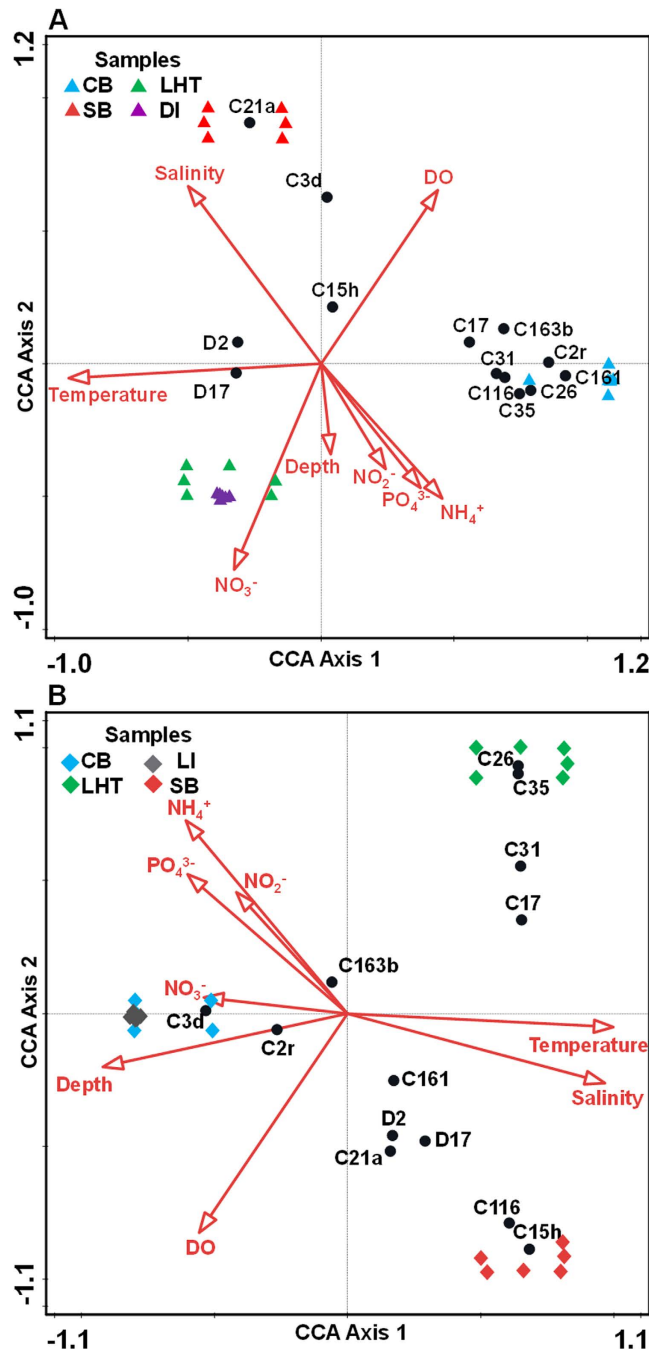 A
1.2
Samples
CB LHT
SB DI
C21a
Salinity
C3d
DO
C15h
CCA Axis 2
D2
C17
C163b
C31
C2r
Temperature
D17
C116
C26
C161
C35
Depth
NO₂⁻
PO₄³⁻
NH₄⁺
NO₃⁻
-1.0
-1.0
CCA Axis 1
1.2
B
1.1
Samples
CB LI
LHT SB
C26
NH₄⁺
C35
PO₄³⁻
NO₂⁻
C31
C17
C163b
CCA Axis 2
NO₃⁻
C3d
C2r
Temperature
Depth
C161
Salinity
D2
D17
C21a
C116
DO
C15h
-1.1
-1.1
CCA Axis 1
1.1